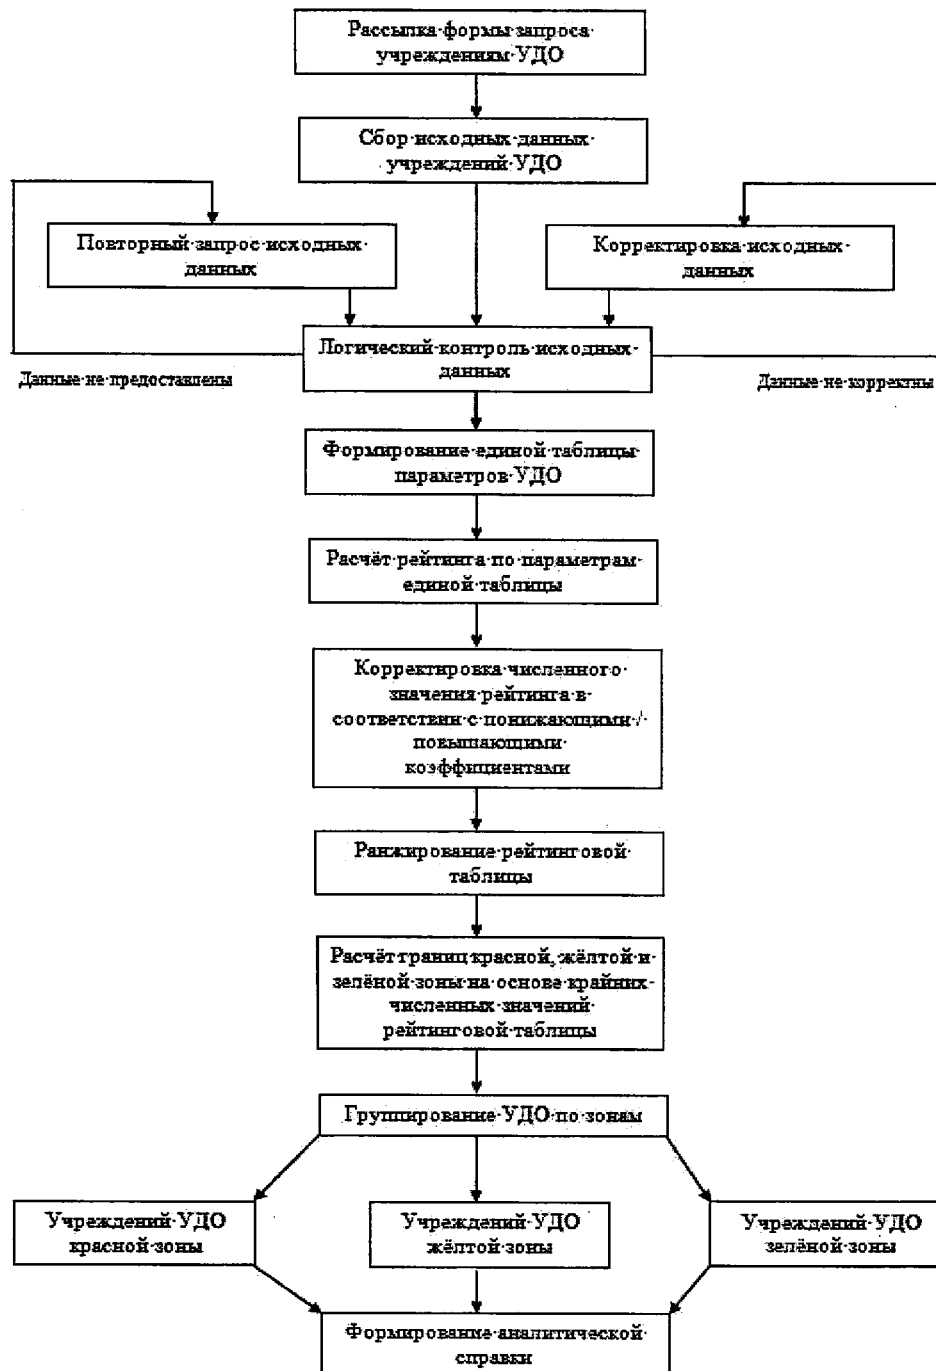 Рассылка формы запроса
учреждениям УДО
Сбор исходных данных
учреждений УДО
Повторный запрос исходных
данных
Корректировка исходных
данных
Логический контроль исходных
данных
Данные не предоставлены
Данные не корректны
Формирование единой таблицы
параметров УДО
Расчёт рейтинга по параметрам
единой таблицы
Корректировка численного
значения рейтинга в
соответствии с понижающими /
повышающими
коэффициентами
Ранжирование рейтинговой
таблицы
Расчёт границ красной, жёлтой и
зелёной зоны на основе крайних
численных значений
рейтинговой таблицы
Группирование УДО по зонам
Учреждений УДО
красной зоны
Учреждений УДО
жёлтой зоны
Учреждений УДО
зелёной зоны
Формирование аналитической
справки